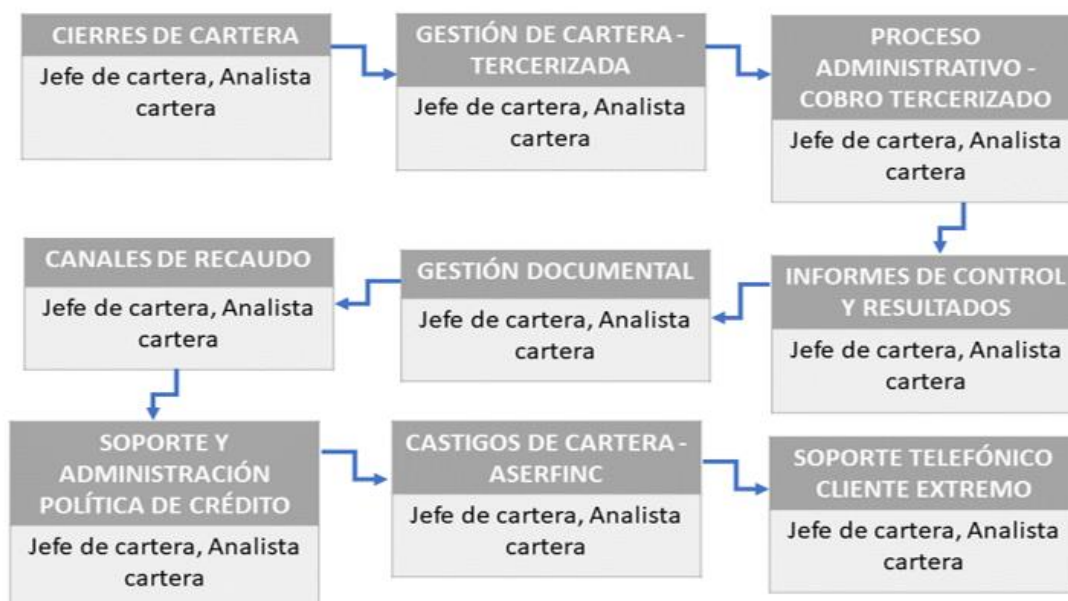 CIERRES DE CARTERA
Jefe de cartera, Analista
cartera
GESTIÓN DE CARTERA -
TERCERIZADA
Jefe de cartera, Analista
cartera
PROCESO
ADMINISTRATIVO -
COBRO TERCERIZADO
Jefe de cartera, Analista
cartera
INFORMES DE CONTROL
Y RESULTADOS
Jefe de cartera, Analista
cartera
GESTIÓN DOCUMENTAL
Jefe de cartera, Analista
cartera
CANALES DE RECAUDO
Jefe de cartera, Analista
cartera
SOPORTE Y
ADMINISTRACIÓN
POLÍTICA DE CRÉDITO
Jefe de cartera, Analista
cartera
CASTIGOS DE CARTERA -
ASERFINC
Jefe de cartera, Analista
cartera
SOPORTE TELEFÓNICO
CLIENTE EXTREMO
Jefe de cartera, Analista
cartera